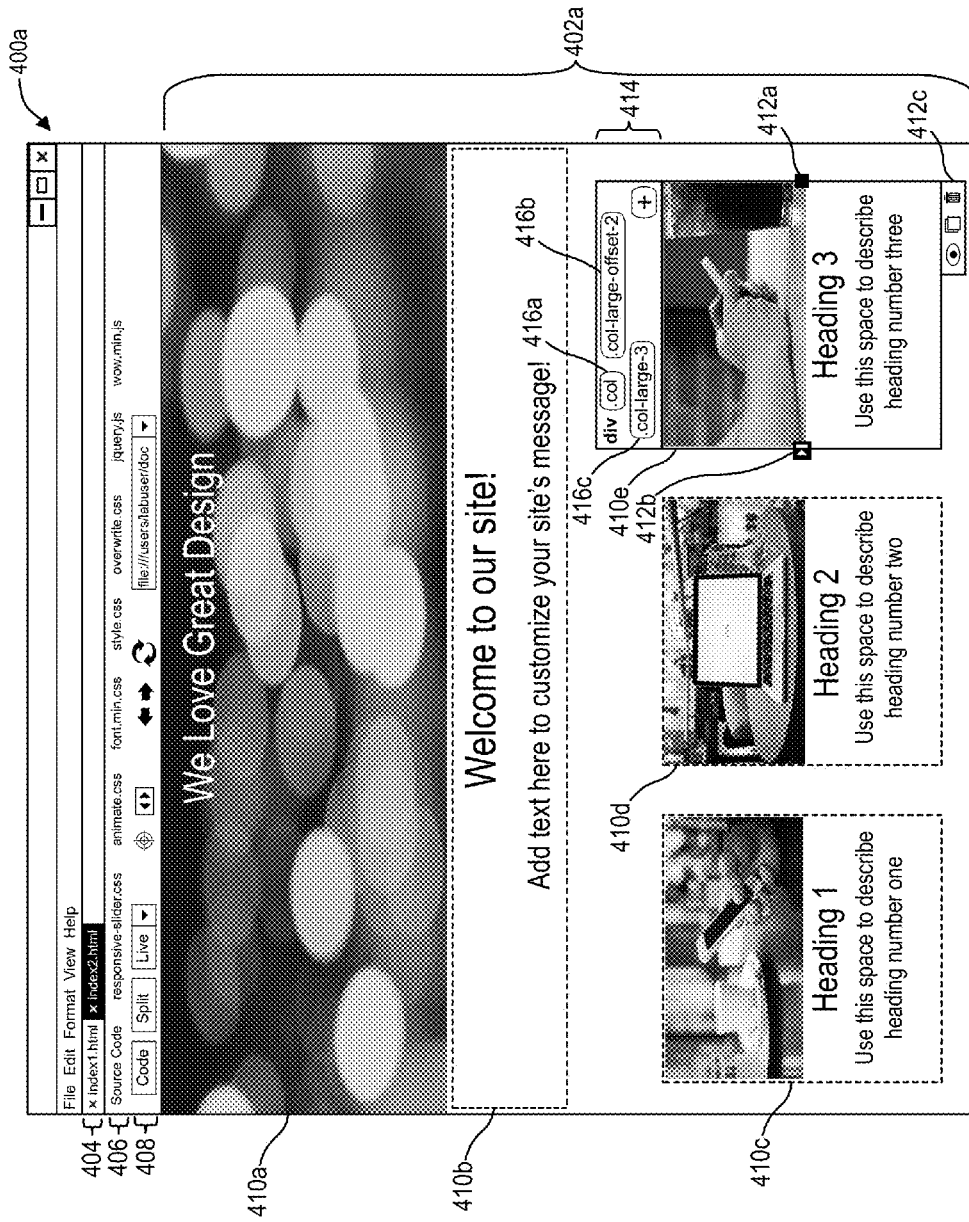 400a
File Edit Format View Help
× Index1.html × Index2.html
Source Code responsive-slider.css animate.css font.min.css style.css overwrite.css jquery.js wow.min.js
Code Split Live file:///users/labuser/doc
404
406
408
We Love Great Design
410a
402a
Welcome to our site!
Add text here to customize your site's message!
410b
416a
416b
414
div .col .col-large-offset-2
.col-large-3 +
416c
410e
412b
412a
410d
410c
Heading 1
Use this space to describe
heading number one
Heading 2
Use this space to describe
heading number two
Heading 3
Use this space to describe
heading number three
412c